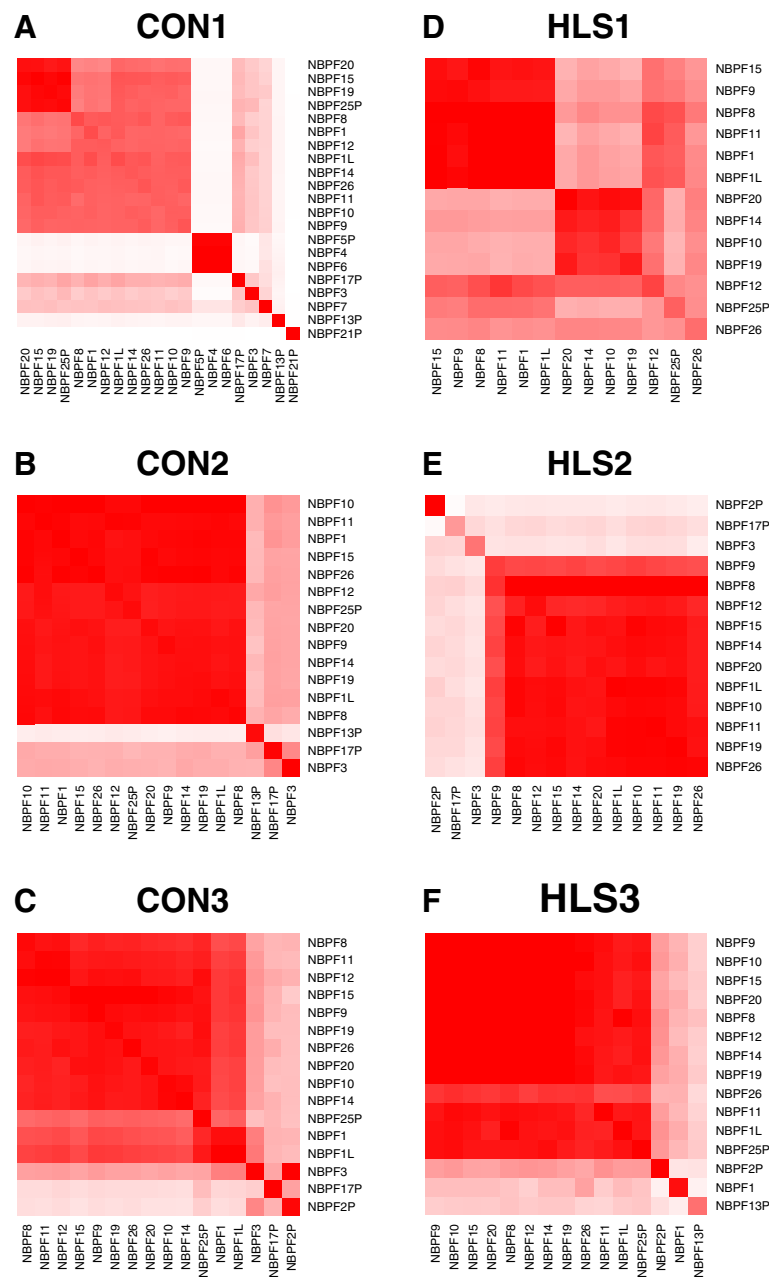 A CON1
NBPF20
NBPF15
NBPF19
NBPF25P
NBPF8
NBPF1
NBPF12
NBPF1L
NBPF14
NBPF26
NBPF11
NBPF10
NBPF9
NBPF5P
NBPF4
NBPF6
NBPF17P
NBPF3
NBPF7
NBPF13P
NBPF21P
NBPF20 NBPF15 NBPF19 NBPF25P NBPF8 NBPF1 NBPF12 NBPF1L NBPF14 NBPF26 NBPF11 NBPF10 NBPF9 NBPF5P NBPF4 NBPF6 NBPF17P NBPF3 NBPF7 NBPF13P NBPF21P
B CON2
NBPF10
NBPF11
NBPF1
NBPF15
NBPF26
NBPF12
NBPF25P
NBPF20
NBPF9
NBPF14
NBPF19
NBPF1L
NBPF8
NBPF13P
NBPF17P
NBPF3
NBPF10 NBPF11 NBPF1 NBPF15 NBPF26 NBPF12 NBPF25P NBPF20 NBPF9 NBPF14 NBPF19 NBPF1L NBPF8 NBPF13P NBPF17P NBPF3
C CON3
NBPF8
NBPF11
NBPF12
NBPF15
NBPF9
NBPF19
NBPF26
NBPF20
NBPF10
NBPF14
NBPF25P
NBPF1
NBPF1L
NBPF3
NBPF17P
NBPF2P
NBPF8 NBPF11 NBPF12 NBPF15 NBPF9 NBPF19 NBPF26 NBPF20 NBPF10 NBPF14 NBPF25P NBPF1 NBPF1L NBPF3 NBPF17P NBPF2P
D HLS1
NBPF15
NBPF9
NBPF8
NBPF11
NBPF1
NBPF1L
NBPF20
NBPF14
NBPF10
NBPF19
NBPF12
NBPF25P
NBPF26
NBPF15 NBPF9 NBPF8 NBPF11 NBPF1 NBPF1L NBPF20 NBPF14 NBPF10 NBPF19 NBPF12 NBPF25P NBPF26
E HLS2
NBPF2P
NBPF17P
NBPF3
NBPF9
NBPF8
NBPF12
NBPF15
NBPF14
NBPF20
NBPF1L
NBPF10
NBPF11
NBPF19
NBPF26
NBPF2P NBPF17P NBPF3 NBPF9 NBPF8 NBPF12 NBPF15 NBPF14 NBPF20 NBPF1L NBPF10 NBPF11 NBPF19 NBPF26
F HLS3
NBPF9
NBPF10
NBPF15
NBPF20
NBPF8
NBPF12
NBPF14
NBPF19
NBPF26
NBPF11
NBPF1L
NBPF25P
NBPF2P
NBPF1
NBPF13P
NBPF9 NBPF10 NBPF15 NBPF20 NBPF8 NBPF12 NBPF14 NBPF19 NBPF26 NBPF11 NBPF1L NBPF25P NBPF2P NBPF1 NBPF13P